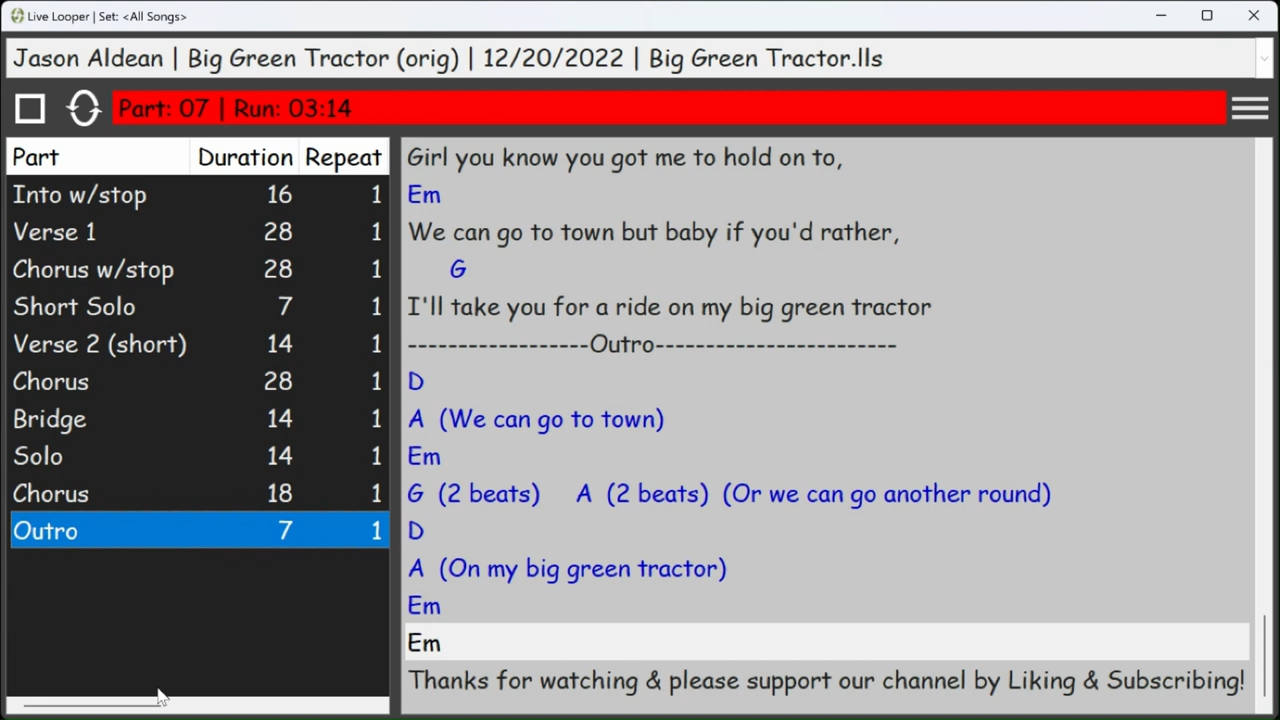 Live Looper | Set: <All Songs>
Jason Aldean | Big Green Tractor (orig) | 12/20/2022 | Big Green Tractor.lls
Part: 07 | Run: 03:14
Part Duration Repeat
Into w/stop 16 1
Verse 1 28 1
Chorus w/stop 28 1
Short Solo 7 1
Verse 2 (short) 14 1
Chorus 28 1
Bridge 14 1
Solo 14 1
Chorus 18 1
Outro 7 1
Girl you know you got me to hold on to,
Em
We can go to town but baby if you'd rather,
G
I'll take you for a ride on my big green tractor
------------------Outro------------------------
D
A (We can go to town)
Em
G (2 beats) A (2 beats) (Or we can go another round)
D
A (On my big green tractor)
Em
Em
Thanks for watching & please support our channel by Liking & Subscribing!